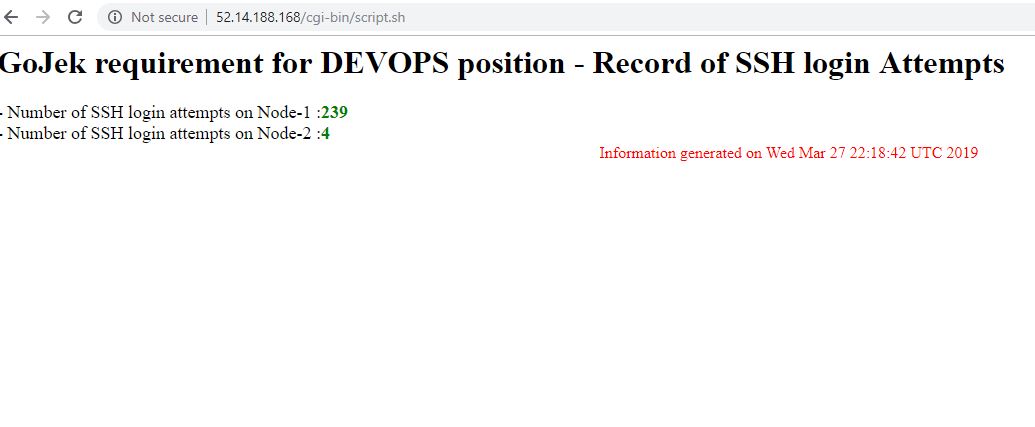 Not secure | 52.14.188.168/cgi-bin/script.sh
GoJek requirement for DEVOPS position - Record of SSH login Attempts
- Number of SSH login attempts on Node-1 :239
- Number of SSH login attempts on Node-2 :4
Information generated on Wed Mar 27 22:18:42 UTC 2019